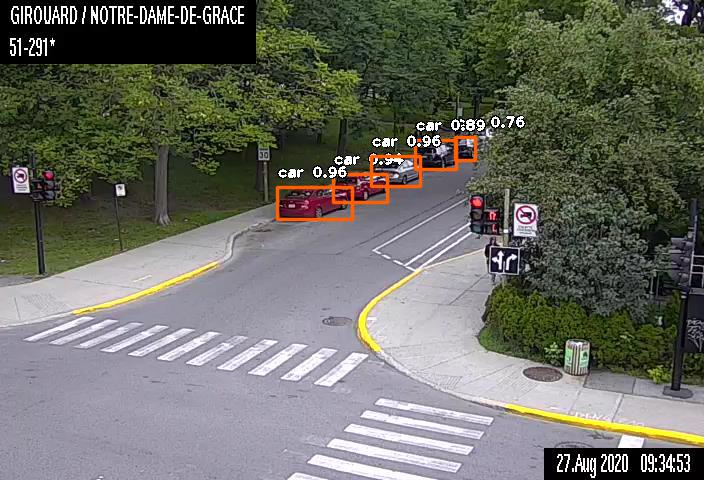 GIROUARD / NOTRE-DAME-DE-GRACE
51-291*
0.76
car 0.89
car 0.96
car 0.94
car 0.96
30
27.Aug 2020 09:34:53